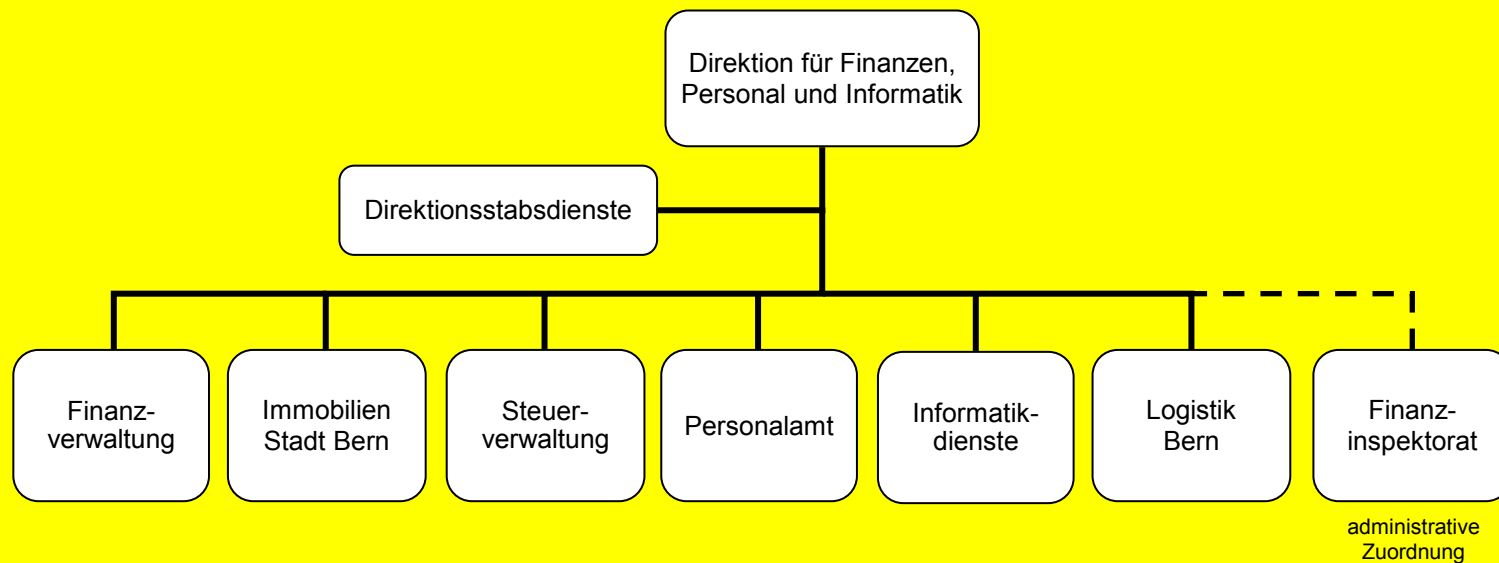 Direktion für Finanzen,
Personal und Informatik
Direktionsstabsdienste
Finanz-
verwaltung
Immobilien
Stadt Bern
Steuer-
verwaltung
Personalamt
Informatik-
dienste
Logistik
Bern
Finanz-
inspektorat
administrative
Zuordnung